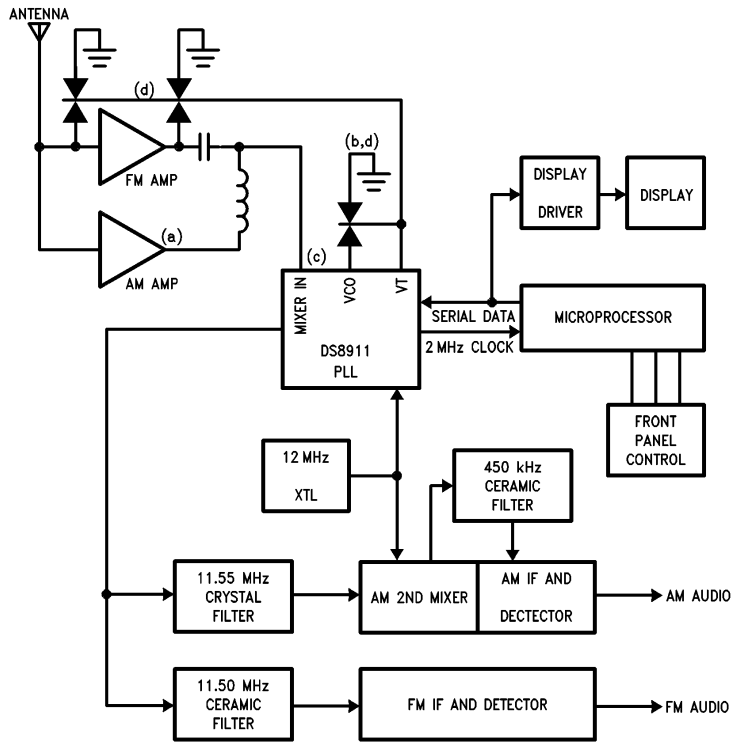 ANTENNA
(d)
(b,d)
FM AMP
DISPLAY
DRIVER
DISPLAY
(a)
AM AMP
(c)
MIXER IN
VCO
VT
SERIAL DATA
MICROPROCESSOR
2 MHz CLOCK
DS8911
PLL
FRONT
PANEL
CONTROL
12 MHz
XTL
450 kHz
CERAMIC
FILTER
11.55 MHz
CRYSTAL
FILTER
AM 2ND MIXER
AM IF AND
DECTECTOR
AM AUDIO
11.50 MHz
CERAMIC
FILTER
FM IF AND DETECTOR
FM AUDIO